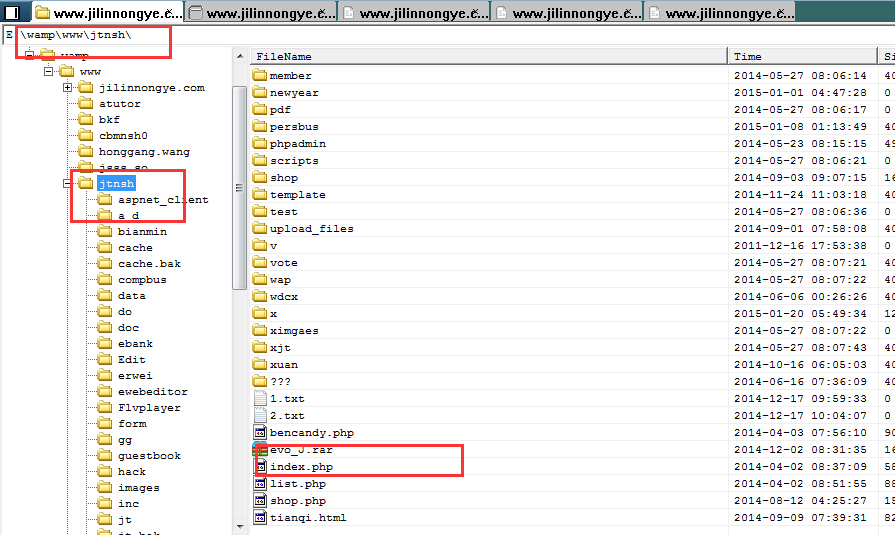 www.jilinnongye.č... www.jilinnongye.č... www.jilinnongye.č... www.jilinnongye.č... www.jilinnongye.č...
E \wamp\www\jtnsh\
wamp
www
jilinnongye.com
atutor
bkf
cbmnsh0
honggang.wang
jsss_so
jtnsh
aspnet_client
a_d
bianmin
cache
cache.bak
compbus
data
do
doc
ebank
Edit
erwei
ewebeditor
Flvplayer
form
gg
guestbook
hack
images
inc
jt
jt_bak
FileName Time Si
member 2014-05-27 08:06:14 40
newyear 2015-01-01 04:47:28 0
pdf 2014-05-27 08:06:17 0
persbus 2015-01-08 01:13:49 40
phpadmin 2014-05-23 08:15:15 49
scripts 2014-05-27 08:06:21 0
shop 2014-09-03 09:07:15 16
template 2014-11-24 11:03:18 40
test 2014-05-27 08:06:36 0
upload_files 2014-09-01 07:58:08 40
v 2011-12-16 17:53:38 0
vote 2014-05-27 08:07:21 40
wap 2014-05-27 08:07:22 40
wdcx 2014-06-06 00:26:26 40
x 2015-01-20 05:49:34 12
ximgaes 2014-05-27 08:07:22 0
xjt 2014-05-27 08:07:43 40
xuan 2014-10-16 06:05:03 40
??? 2014-06-16 07:36:09 40
1.txt 2014-12-17 09:59:33 0
2.txt 2014-12-17 10:04:07 0
bencandy.php 2014-04-03 07:56:10 90
evo_J.rar 2014-12-02 08:31:35 16
index.php 2014-04-02 08:37:09 58
list.php 2014-04-02 08:51:55 88
shop.php 2014-08-12 04:25:27 15
tianqi.html 2014-09-09 07:39:31 82